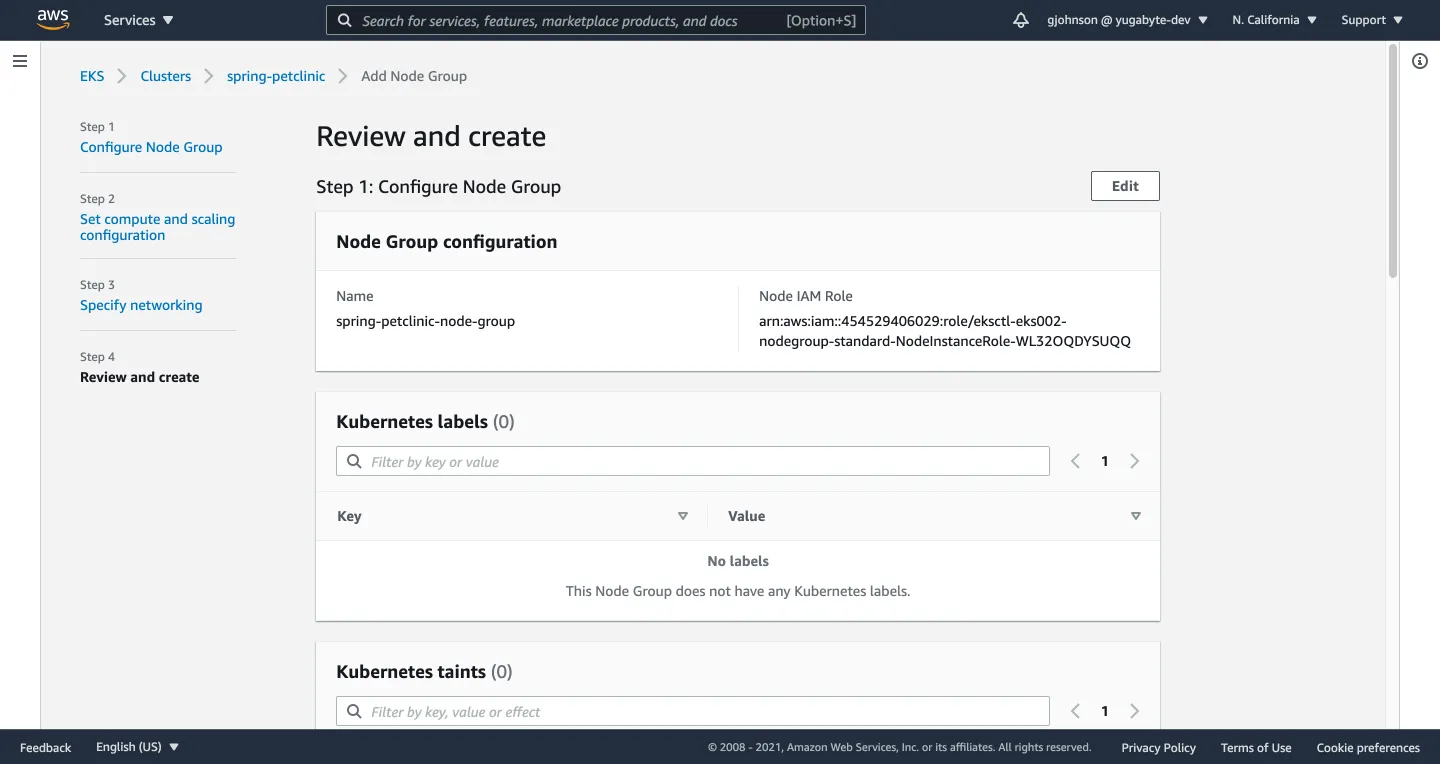 aws
Services ▼
Search for services, features, marketplace products, and docs [Option+S]
gjohnson @ yugabyte-dev ▼
N. California ▼
Support ▼
EKS > Clusters > spring-petclinic > Add Node Group
Step 1
Configure Node Group
Step 2
Set compute and scaling
configuration
Step 3
Specify networking
Step 4
Review and create
Review and create
Step 1: Configure Node Group
Edit
Node Group configuration
Name
spring-petclinic-node-group
Node IAM Role
arn:aws:iam::454529406029:role/eksctl-eks002-
nodegroup-standard-NodeInstanceRole-WL32OQDYSUQQ
Kubernetes labels (0)
Filter by key or value
1
Key
Value
No labels
This Node Group does not have any Kubernetes labels.
Kubernetes taints (0)
Filter by key, value or effect
1
Feedback
English (US) ▼
© 2008 - 2021, Amazon Web Services, Inc. or its affiliates. All rights reserved.
Privacy Policy
Terms of Use
Cookie preferences